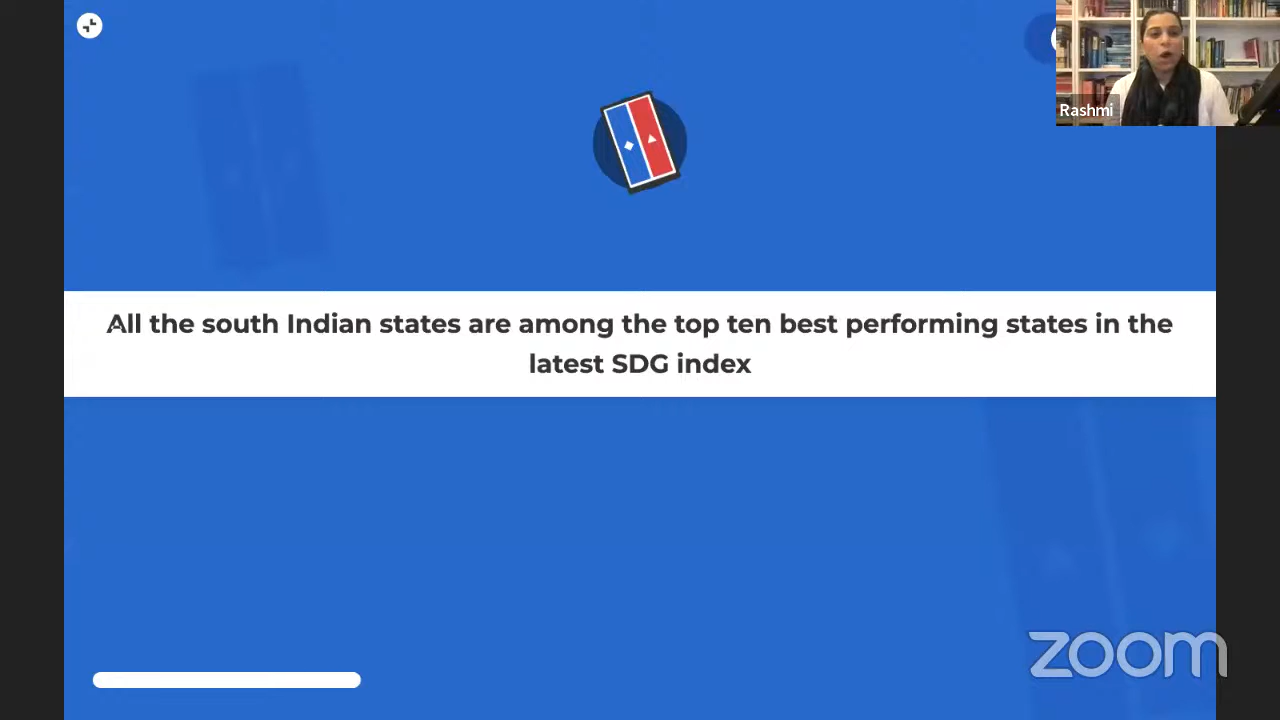 Rashmi
All the south Indian states are among the top ten best performing states in the
latest SDG index
zoom